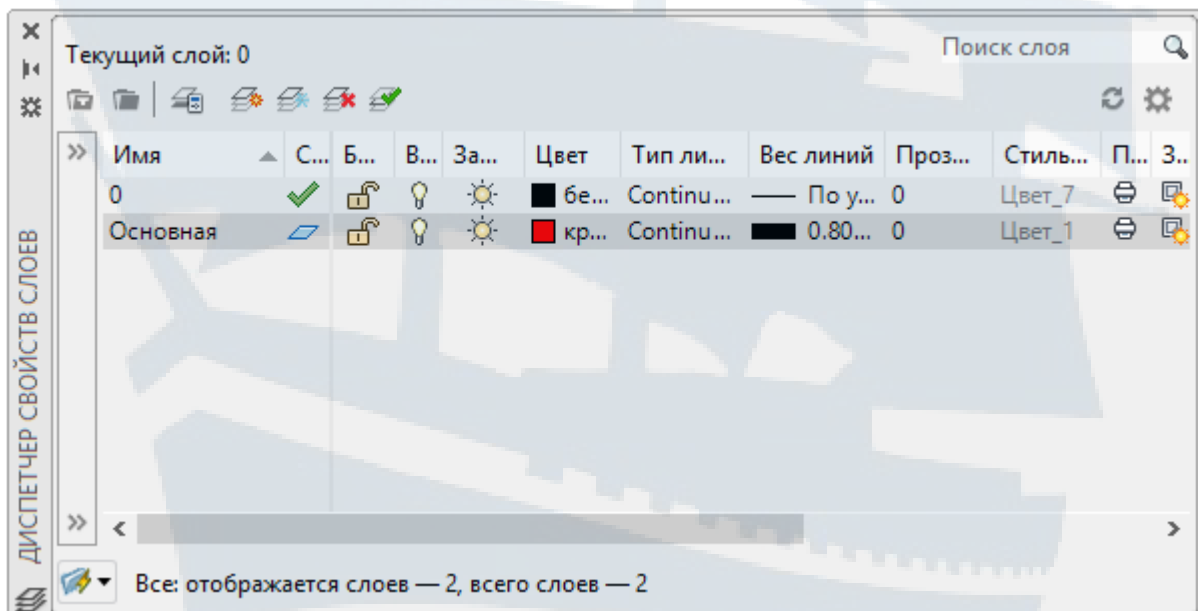 Текущий слой: 0
Поиск слоя
Имя С... Б... В... За... Цвет Тип ли... Вес линий Проз... Стиль... П... З..
0 бе... Continu... По у... 0 Цвет_7
Основная кр... Continu... 0.80... 0 Цвет_1
ДИСПЕТЧЕР СВОЙСТВ СЛОЕВ
Все: отображается слоев — 2, всего слоев — 2